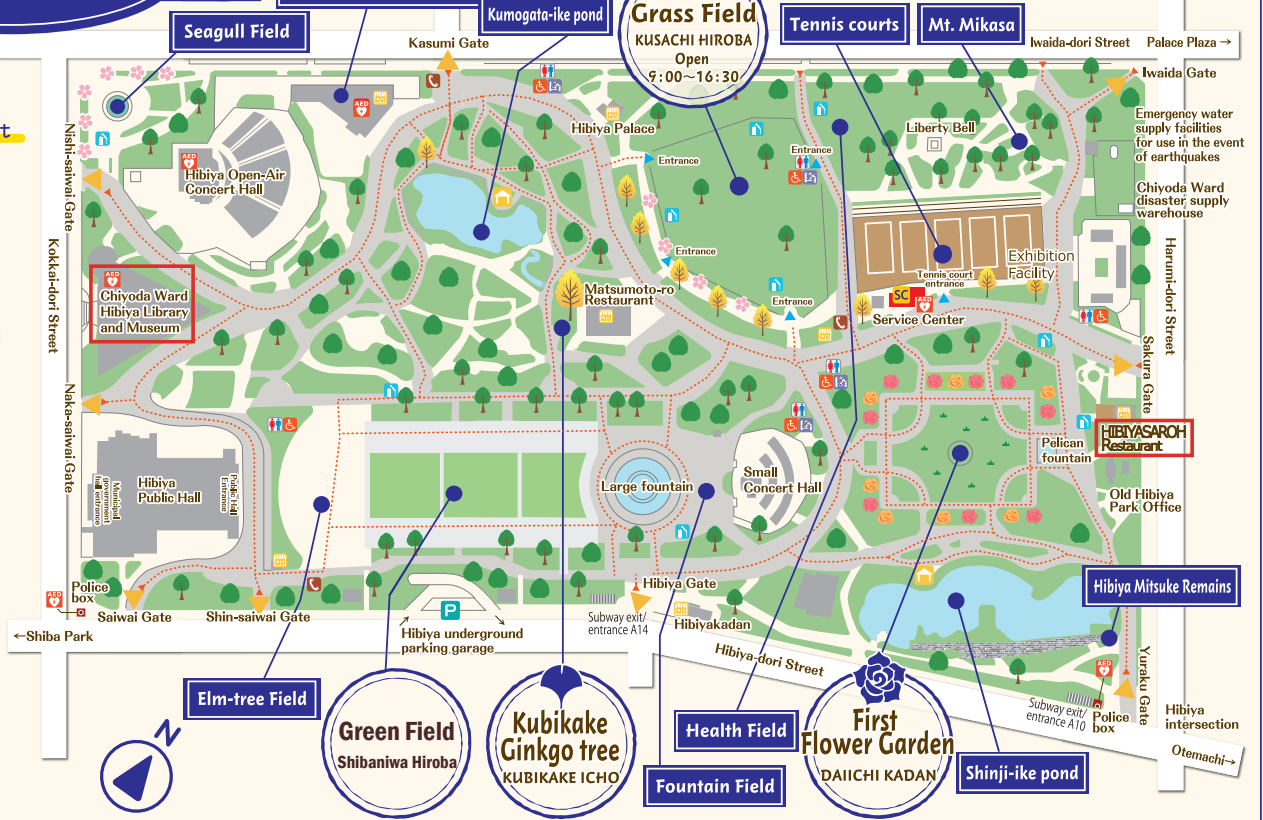 Seagull Field
Kumogata-ike pond
Grass Field
KUSACHI HIROBA
Open
9:00~16:30
Tennis courts
Mt. Mikasa
Kasumi Gate
Iwaida-dori Street
Palace Plaza→
Iwaida Gate
Hibiya Palace
Liberty Bell
Emergency water
supply facilities
for use in the event
of earthquakes
Nishi-saiwai Gate
AED
AED
Hibiya Open-Air
Concert Hall
Entrance
Entrance
Chiyoda Ward
disaster supply
warehouse
Kokkai-dori Street
Entrance
Exhibition
Facility
Harumi-dori Street
AED
Chiyoda Ward
Hibiya Library
and Museum
Matsumoto-ro
Restaurant
Entrance
Tennis court
entrance
SC
AED
Service Center
Sakura Gate
Naka-saiwai Gate
HIBIYASAROH
Restaurant
Pelican
fountain
Large fountain
Small
Concert Hall
Hibiya
Public Hall
Public Hall
Entrance
Municipal
government
hall entrance
Old Hibiya
Park Office
Police
box
AED
Saiwai Gate
Shin-saiwai Gate
P
Hibiya underground
parking garage
Hibiya Gate
Subway exit/
entrance A14
Hibiyakadan
Hibiya Mitsuke Remains
←Shiba Park
Hibiya-dori Street
AED
Yuraku Gate
Subway exit/
entrance A10
Police
box
Hibiya
intersection
Otemachi→
Elm-tree Field
Green Field
Shibaniwa Hiroba
Kubikake
Ginkgo tree
KUBIKAKE ICHO
Health Field
Fountain Field
First
Flower Garden
DAIICHI KADAN
Shinji-ike pond
N